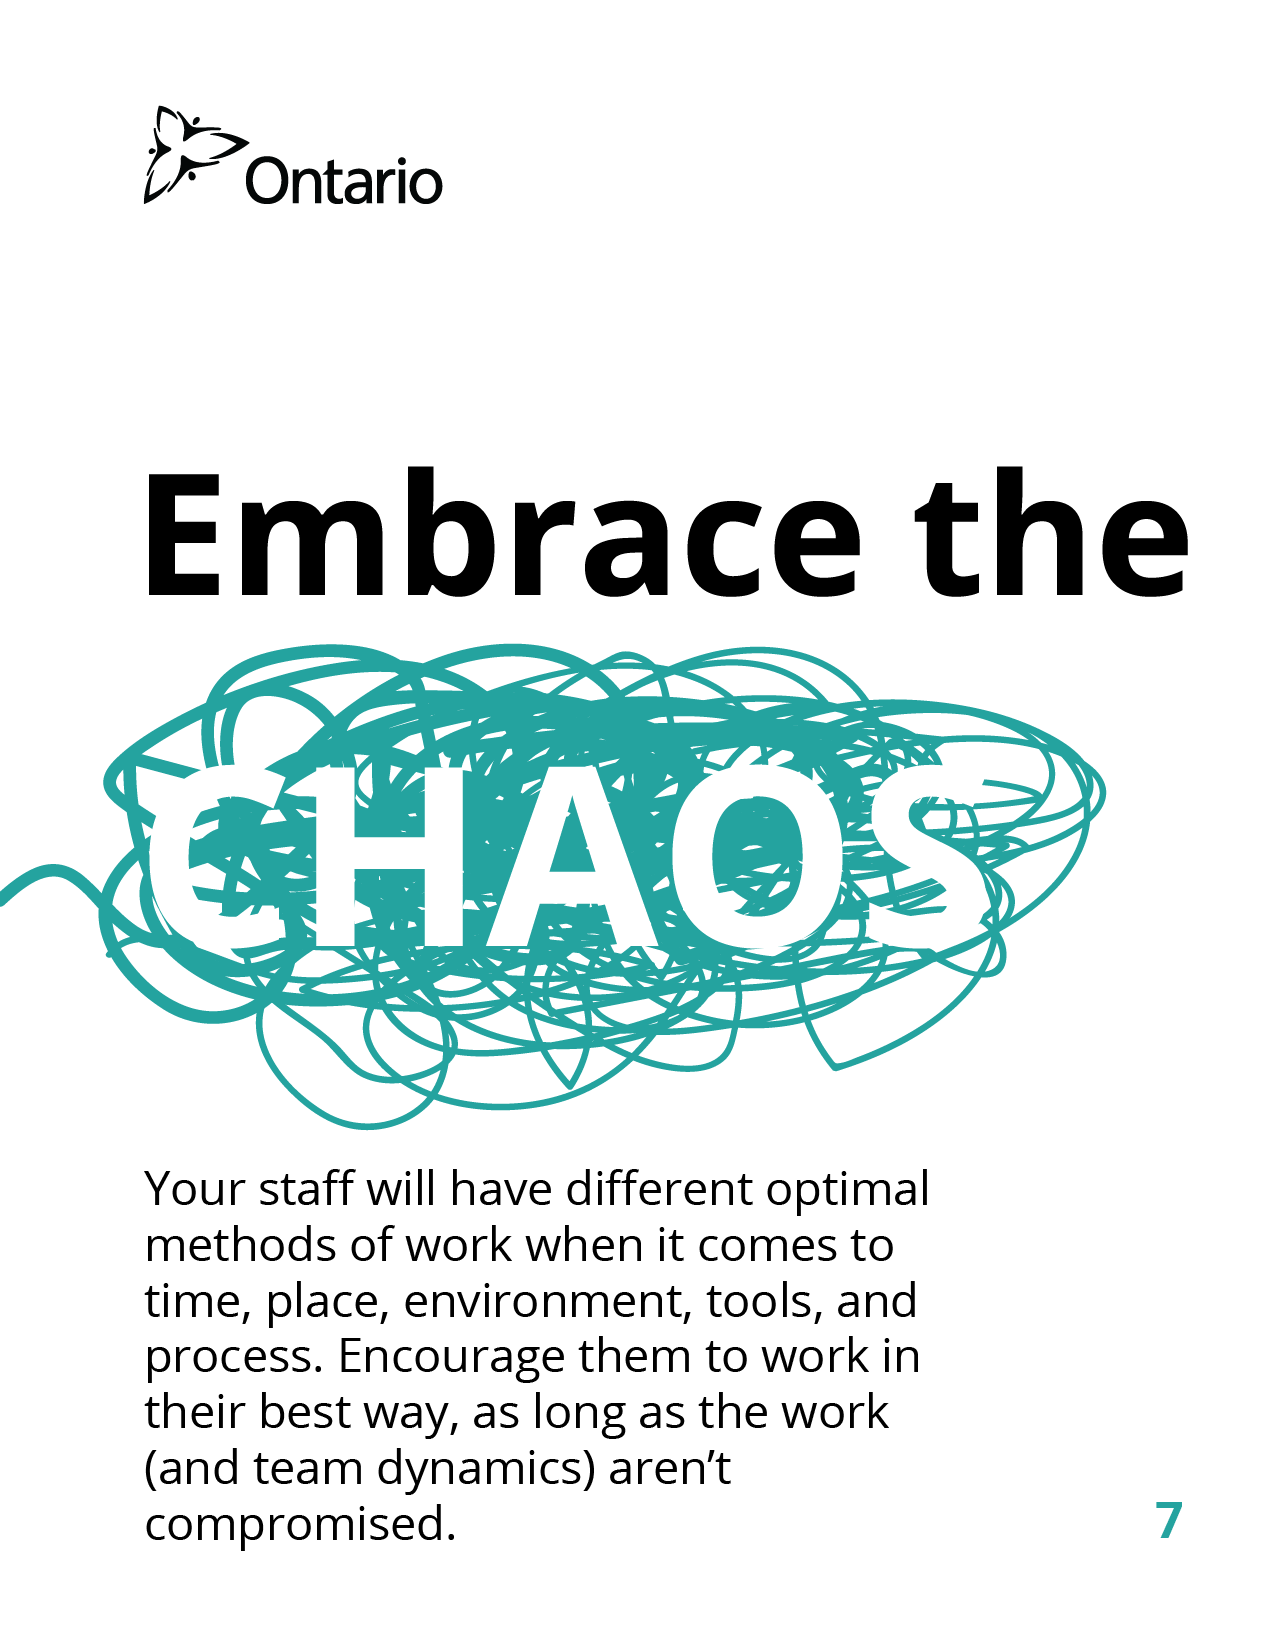 Ontario
Embrace the
CHAOS
Your staff will have different optimal
methods of work when it comes to
time, place, environment, tools, and
process. Encourage them to work in
their best way, as long as the work
(and team dynamics) aren’t
compromised.
7